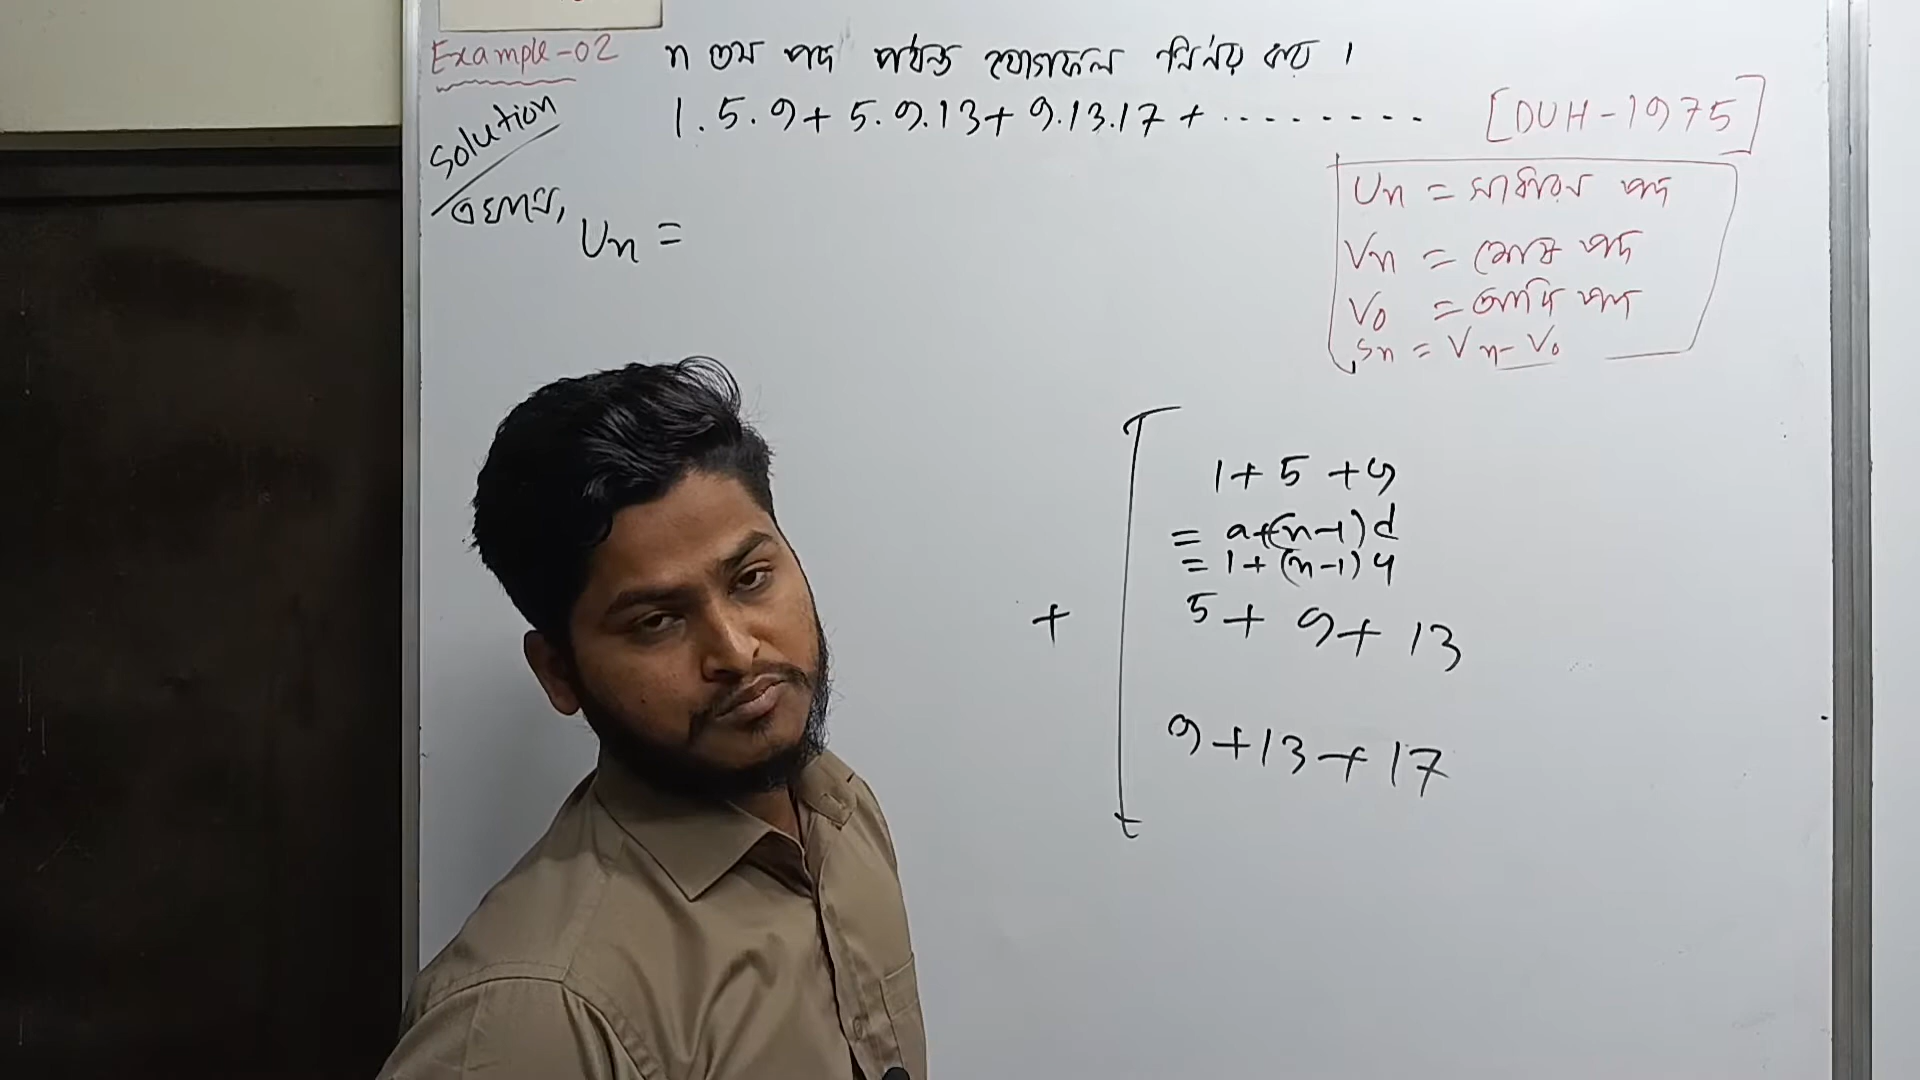 Example-02 n তম পদ পর্যন্ত যোগফল নির্ণয় কর ।
Solution 1.5.9+5.9.13+9.13.17+........ [DUH-1975]
এখানে, Un =
Un = সাধারন পদ
Vn = শেষ পদ
V0 = আদি পদ
Sn = Vn-V0
1+5+9
= a+(n-1)d
= 1+(n-1)4
+
5+9+13
9+13+17